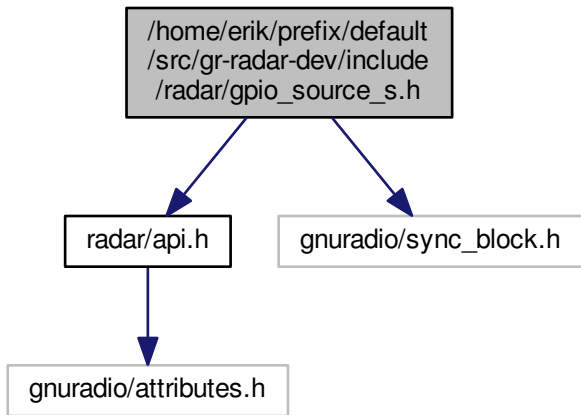 /home/erik/prefix/default
/src/gr-radar-dev/include
/radar/gpio_source_s.h
radar/api.h
gnuradio/sync_block.h
gnuradio/attributes.h